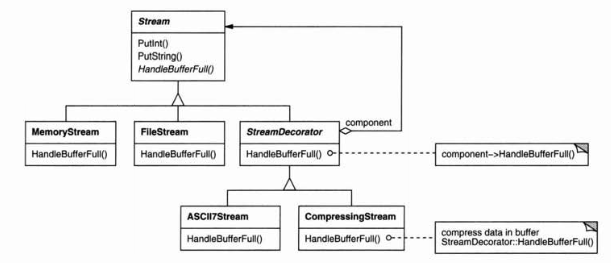 Stream
PutInt()
PutString()
HandleBufferFull()
component
MemoryStream
HandleBufferFull()
FileStream
HandleBufferFull()
StreamDecorator
HandleBufferFull()
component->HandleBufferFull()
ASCII7Stream
HandleBufferFull()
CompressingStream
HandleBufferFull()
compress data in buffer
StreamDecorator::HandleBufferFull()